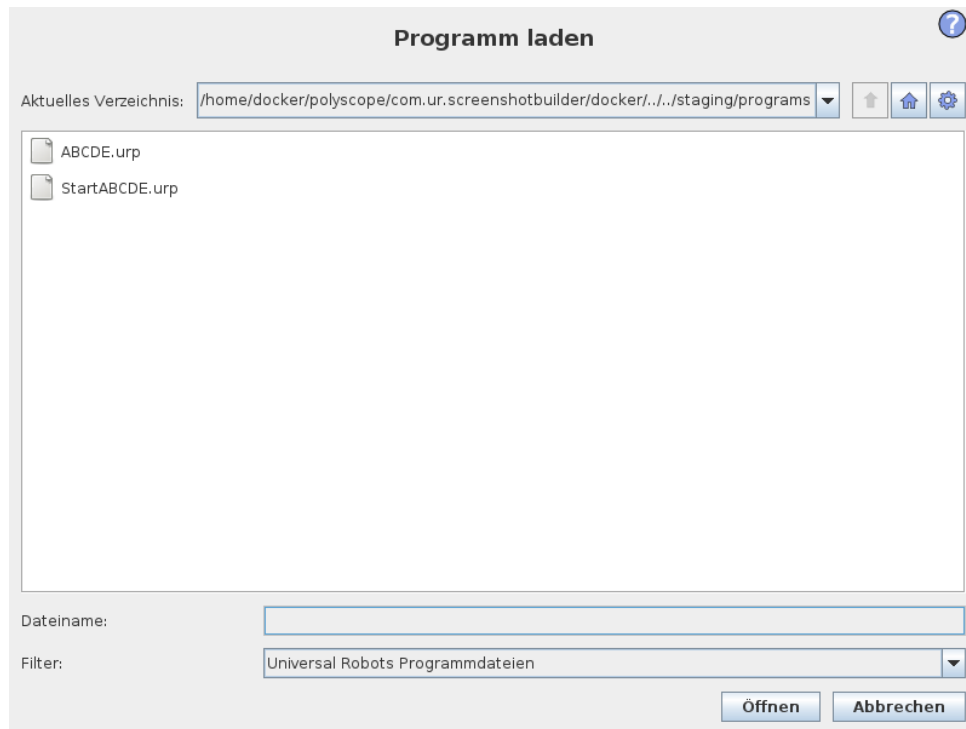 Programm laden
?
Aktuelles Verzeichnis: /home/docker/polyscope/com.ur.screenshotbuilder/docker/../../staging/programs
ABCDE.urp
StartABCDE.urp
Dateiname:
Filter: Universal Robots Programmdateien
Öffnen Abbrechen